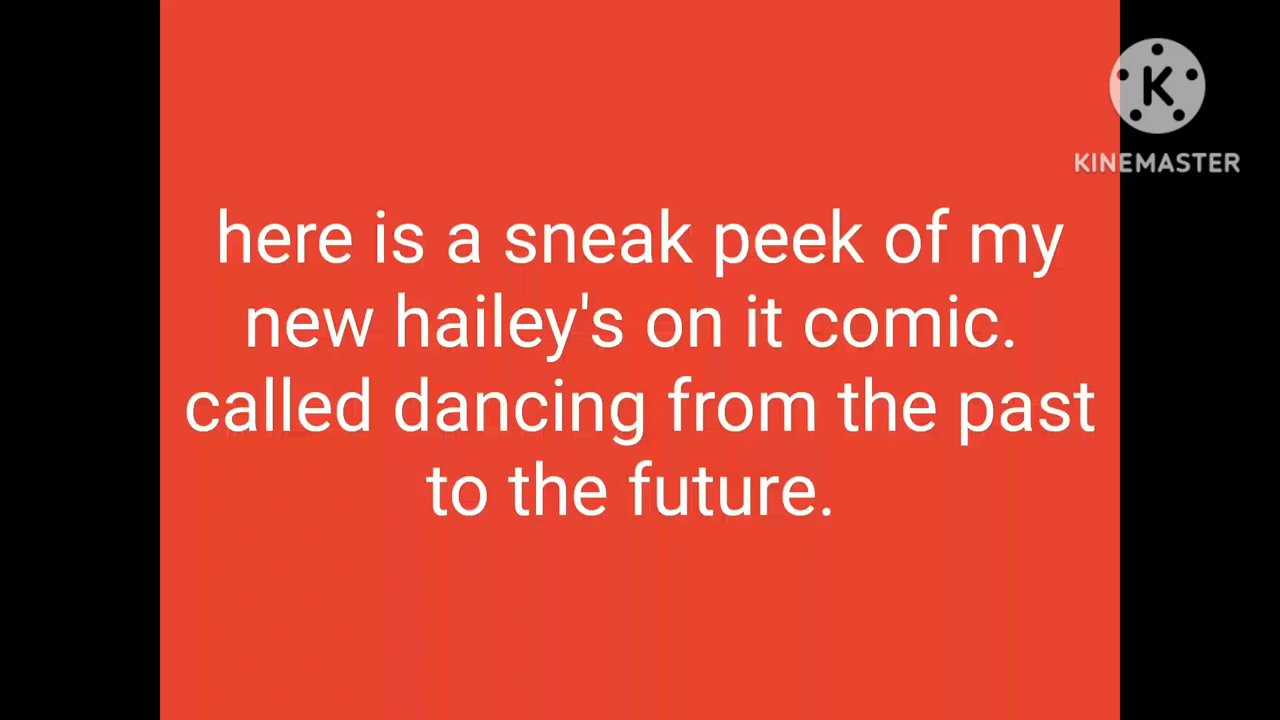 K
KINEMASTER
here is a sneak peek of my
new hailey's on it comic.
called dancing from the past
to the future.